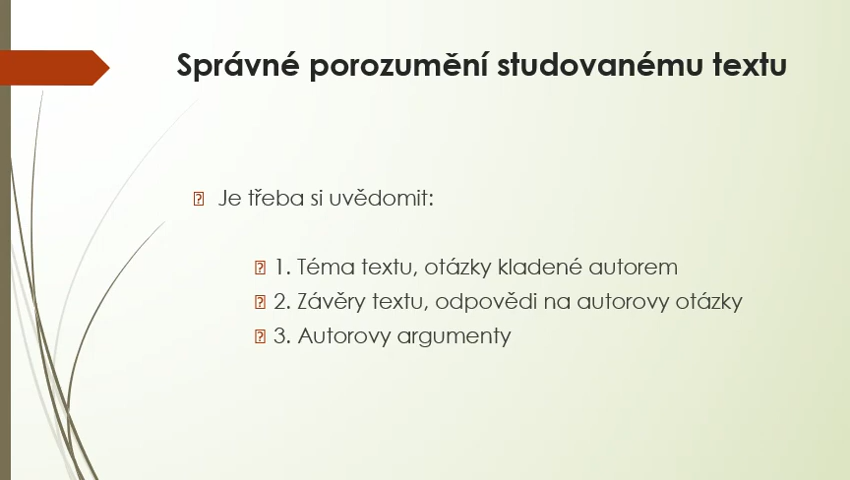 Správné porozumění studovanému textu
Je třeba si uvědomit:
1. Téma textu, otázky kladené autorem
2. Závěry textu, odpovědi na autorovy otázky
3. Autorovy argumenty